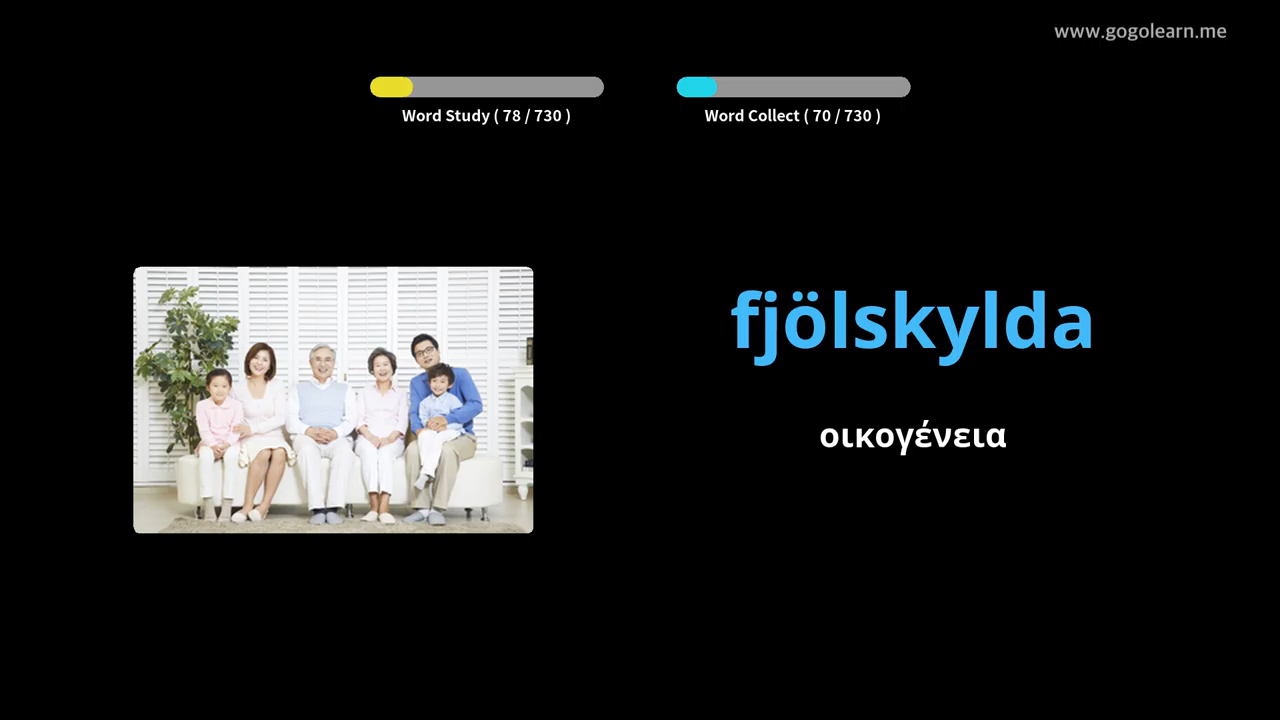 www.gogolearn.me
Word Study ( 78 / 730 )
Word Collect ( 70 / 730 )
fjölskylda
οικογένεια